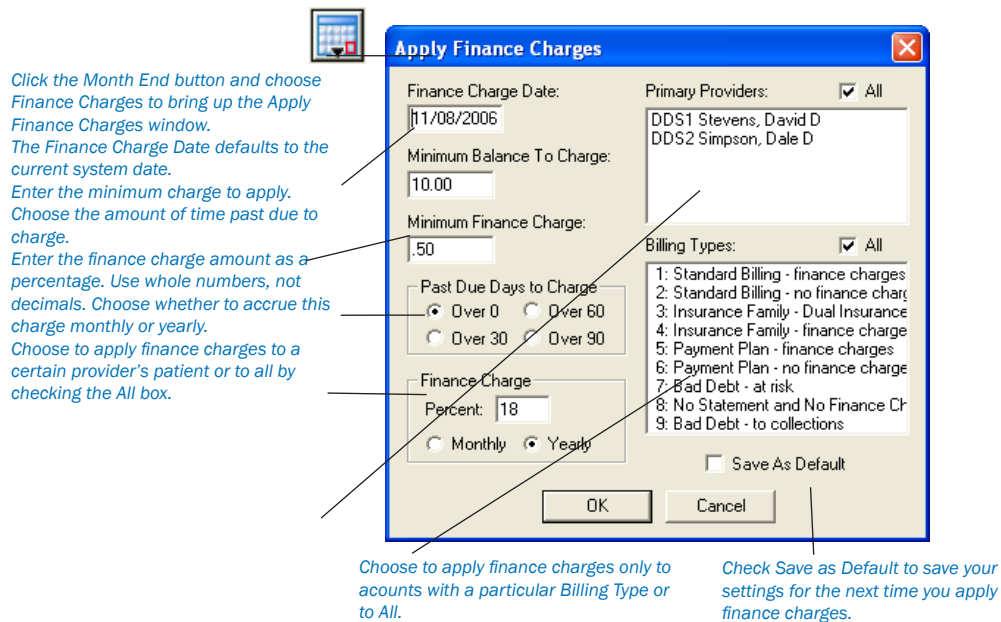 Click the Month End button and choose
Finance Charges to bring up the Apply
Finance Charges window.
The Finance Charge Date defaults to the
current system date.
Enter the minimum charge to apply.
Choose the amount of time past due to
charge.
Enter the finance charge amount as a
percentage. Use whole numbers, not
decimals. Choose whether to accrue this
charge monthly or yearly.
Choose to apply finance charges to a
certain provider's patient or to all by
checking the All box.
Apply Finance Charges
Finance Charge Date:
11/08/2006
Minimum Balance To Charge:
10.00
Minimum Finance Charge:
.50
Past Due Days to Charge
Over 0 Over 60
Over 30 Over 90
Finance Charge
Percent: 18
Monthly Yearly
Primary Providers: All
DDS1 Stevens, David D
DDS2 Simpson, Dale D
Billing Types: All
1: Standard Billing - finance charges
2: Standard Billing - no finance charg
3: Insurance Family - Dual Insurance
4: Insurance Family - finance charge
5: Payment Plan - finance charges
6: Payment Plan - no finance charge
7: Bad Debt - at risk
8: No Statement and No Finance Ch
9: Bad Debt - to collections
Save As Default
OK Cancel
Choose to apply finance charges only to
acounts with a particular Billing Type or
to All.
Check Save as Default to save your
settings for the next time you apply
finance charges.